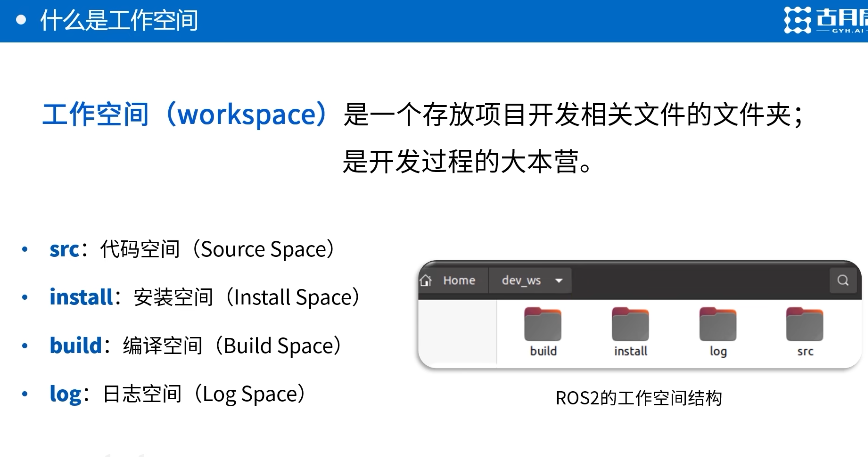 • 什么是工作空间
古月居
GYH.AI
工作空间（workspace）是一个存放项目开发相关文件的文件夹；
是开发过程的大本营。
• src：代码空间（Source Space）
• install：安装空间（Install Space）
• build：编译空间（Build Space）
• log：日志空间（Log Space）
Home dev_ws
build install log src
ROS2的工作空间结构